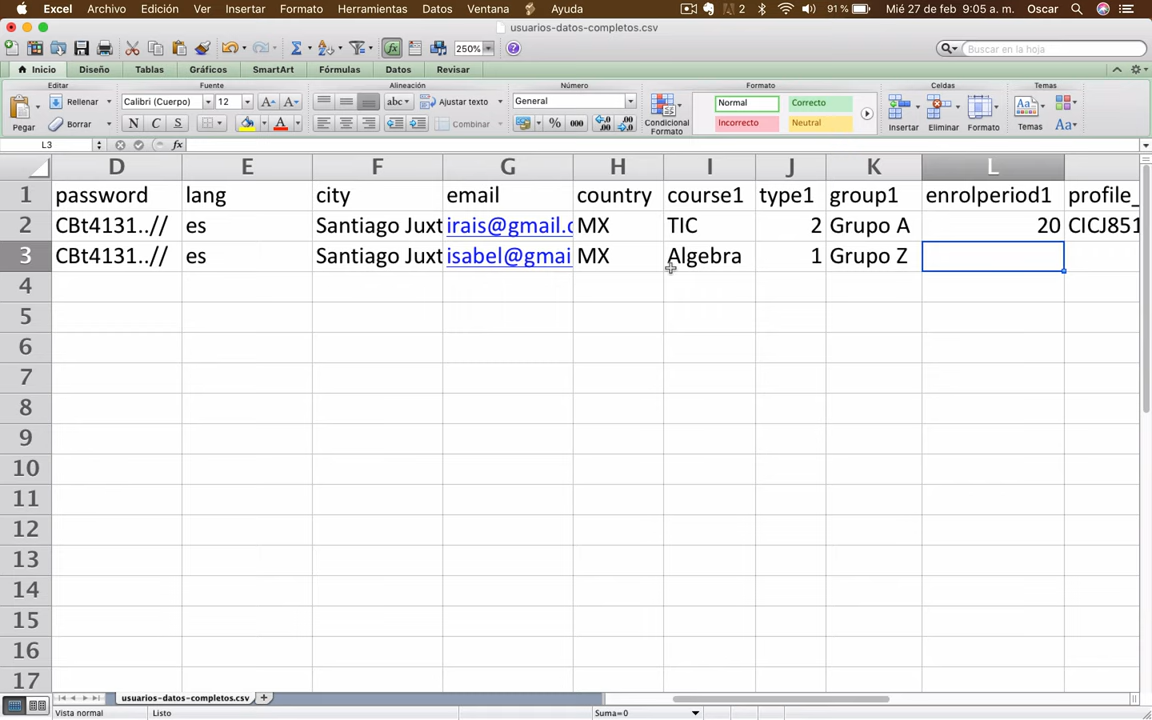 Excel Archivo Edición Ver Insertar Formato Herramientas Datos Ventana Ayuda 2 91 % Mié 27 de feb 9:05 a. m. Oscar
usuarios-datos-completos.csv
250% Buscar en la hoja
Inicio Diseño Tablas Gráficos SmartArt Fórmulas Datos Revisar
Editar Fuente Alineación Número Formato Celdas Temas
Pegar Rellenar Calibri (Cuerpo) 12 abc Ajustar texto General Condicional Formato Normal Correcto Insertar Eliminar Formato Temas Aa
Borrar N C S A Combinar % 000 Incorrecto Neutral
L3 fx
D E F G H I J K L
1 password lang city email country course1 type1 group1 enrolperiod1 profile_
2 CBt4131..// es Santiago Juxt irais@gmail.c MX TIC 2 Grupo A 20 CICJ851
3 CBt4131..// es Santiago Juxt isabel@gmai MX Algebra 1 Grupo Z
4
5
6
7
8
9
10
11
12
13
14
15
16
17
usuarios-datos-completos.csv
Vista normal Listo Suma=0